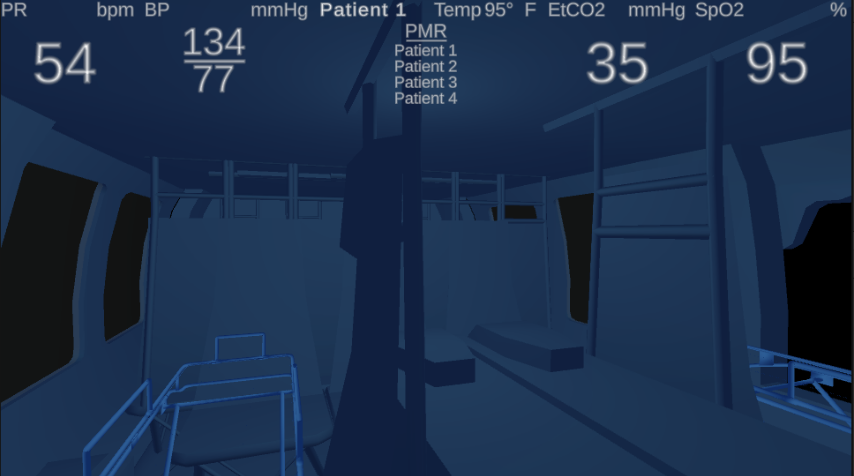 PR bpm BP mmHg Patient 1 Temp 95° F EtCO2 mmHg SpO2 %
54 134 35 95
77
PMR
Patient 1
Patient 2
Patient 3
Patient 4